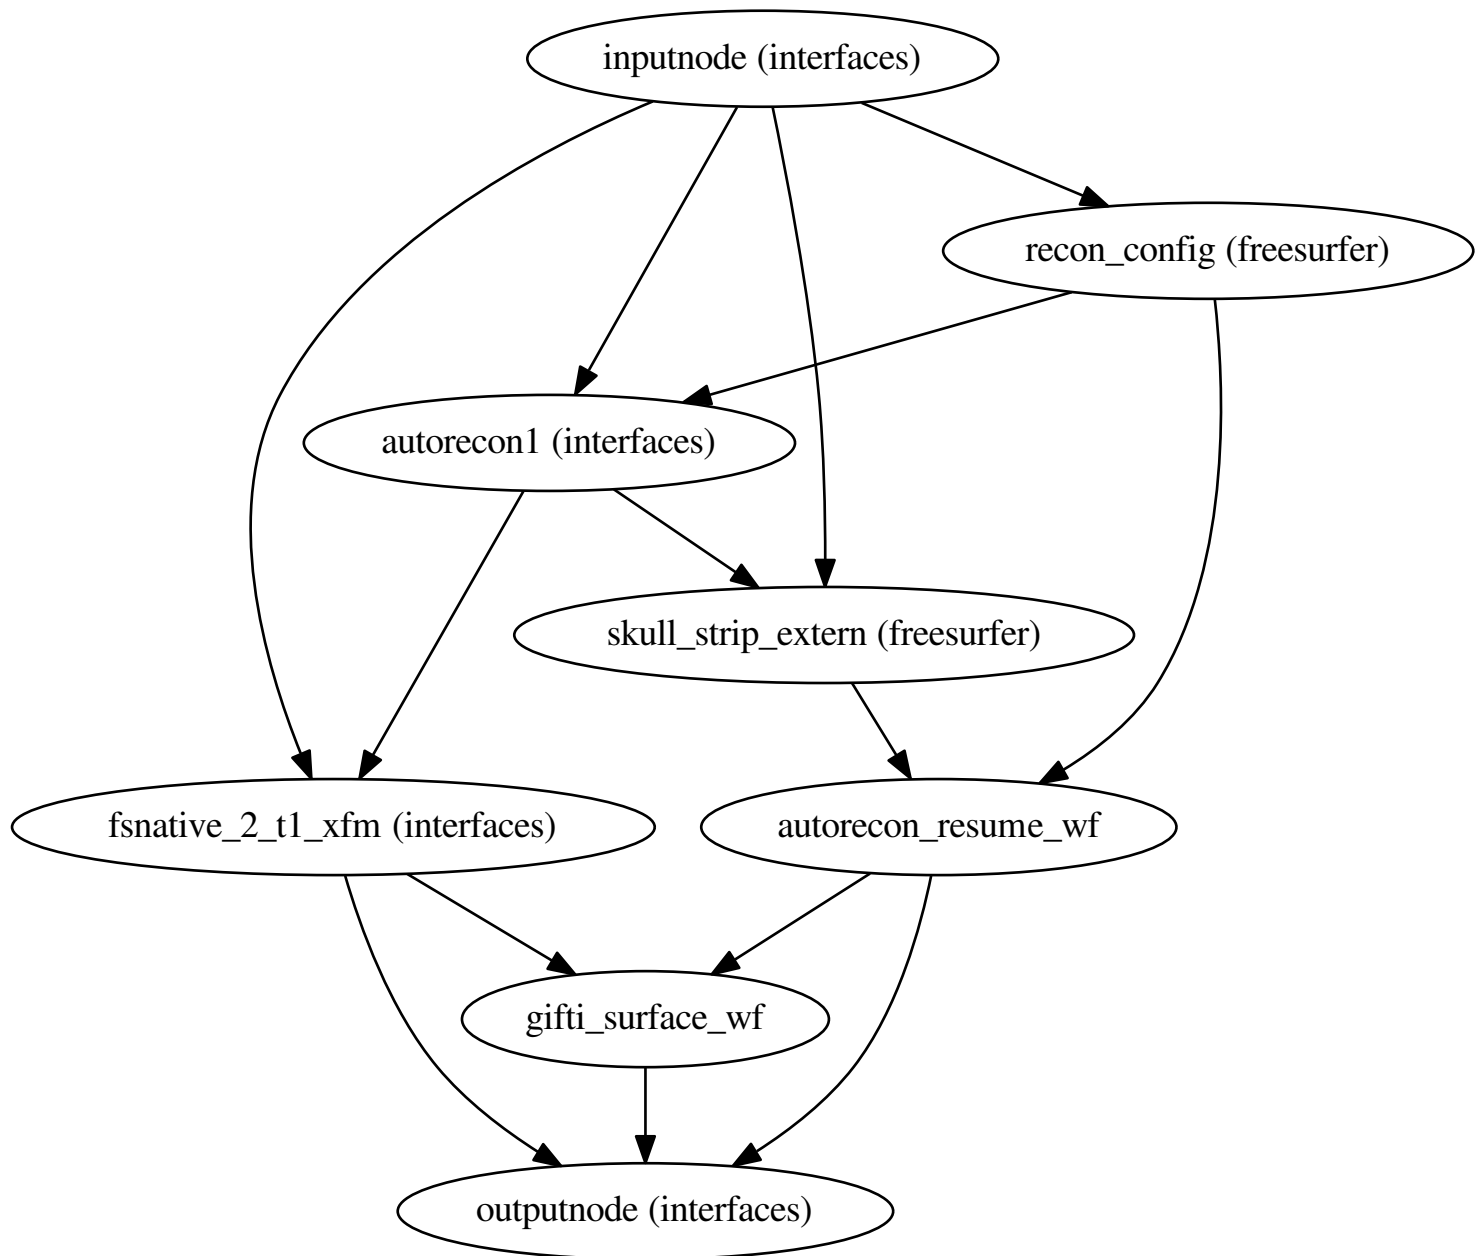 inputnode (interfaces)
recon_config (freesurfer)
autorecon1 (interfaces)
skull_strip_extern (freesurfer)
fsnative_2_t1_xfm (interfaces)
autorecon_resume_wf
gifti_surface_wf
outputnode (interfaces)